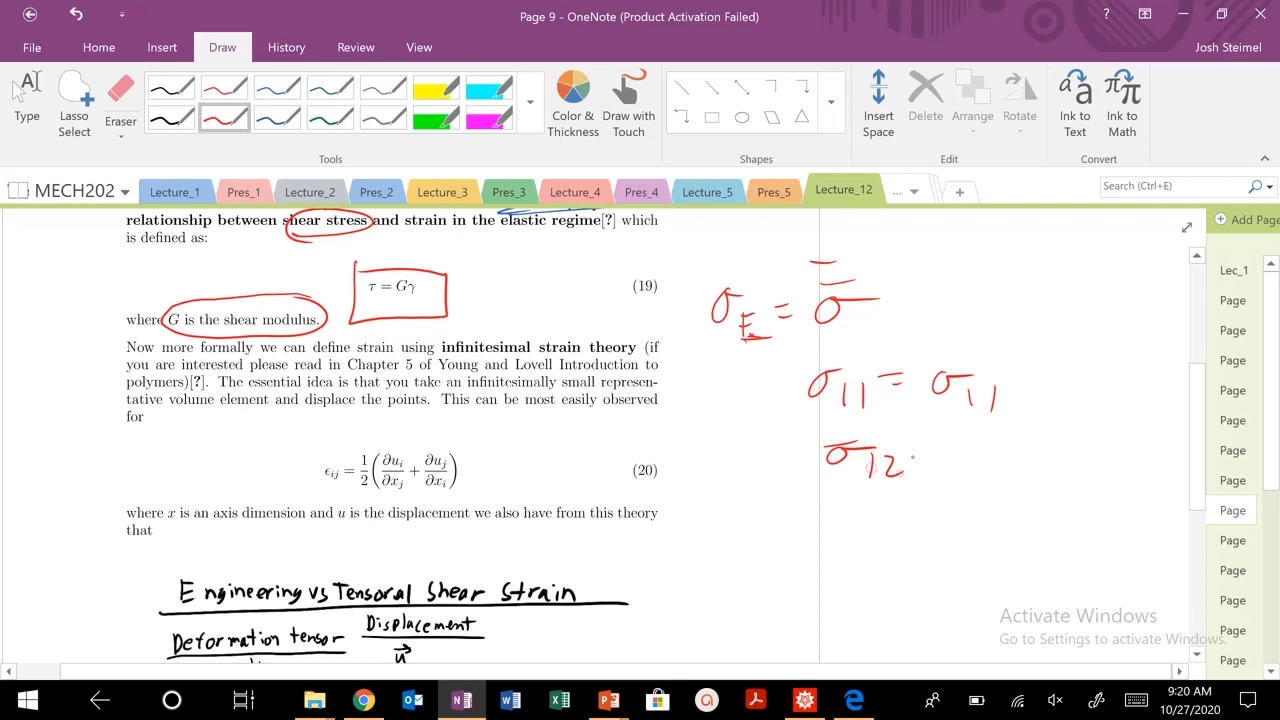 Page 9 - OneNote (Product Activation Failed)
File Home Insert Draw History Review View Josh Steimel
Type Lasso Select Eraser Color & Thickness Draw with Touch Insert Space Delete Arrange Rotate Ink to Text Ink to Math
Tools Shapes Edit Convert
MECH202 Lecture_1 Pres_1 Lecture_2 Pres_2 Lecture_3 Pres_3 Lecture_4 Pres_4 Lecture_5 Pres_5 Lecture_12 ... Search (Ctrl+E)
relationship between shear stress and strain in the elastic regime[?] which
is defined as:
τ = Gγ (19)
where G is the shear modulus.
Now more formally we can define strain using infinitesimal strain theory (if
you are interested please read in Chapter 5 of Young and Lovell Introduction to
polymers)[?]. The essential idea is that you take an infinitesimally small represen-
tative volume element and displace the points. This can be most easily observed
for
ϵij = 1/2 (∂ui/∂xj + ∂uj/∂xi) (20)
where x is an axis dimension and u is the displacement we also have from this theory
that
Engineering vs Tensoral Shear Strain
Deformation tensor Displacement
u⃗
σE = σ
σ11 = σ11
σ12
Add Page
Lec_1
Page
Page
Page
Page
Page
Page
Page
Page
Page
Page
Page
Page
Page
Activate Windows
Go to Settings to activate Windows.
9:20 AM
10/27/2020